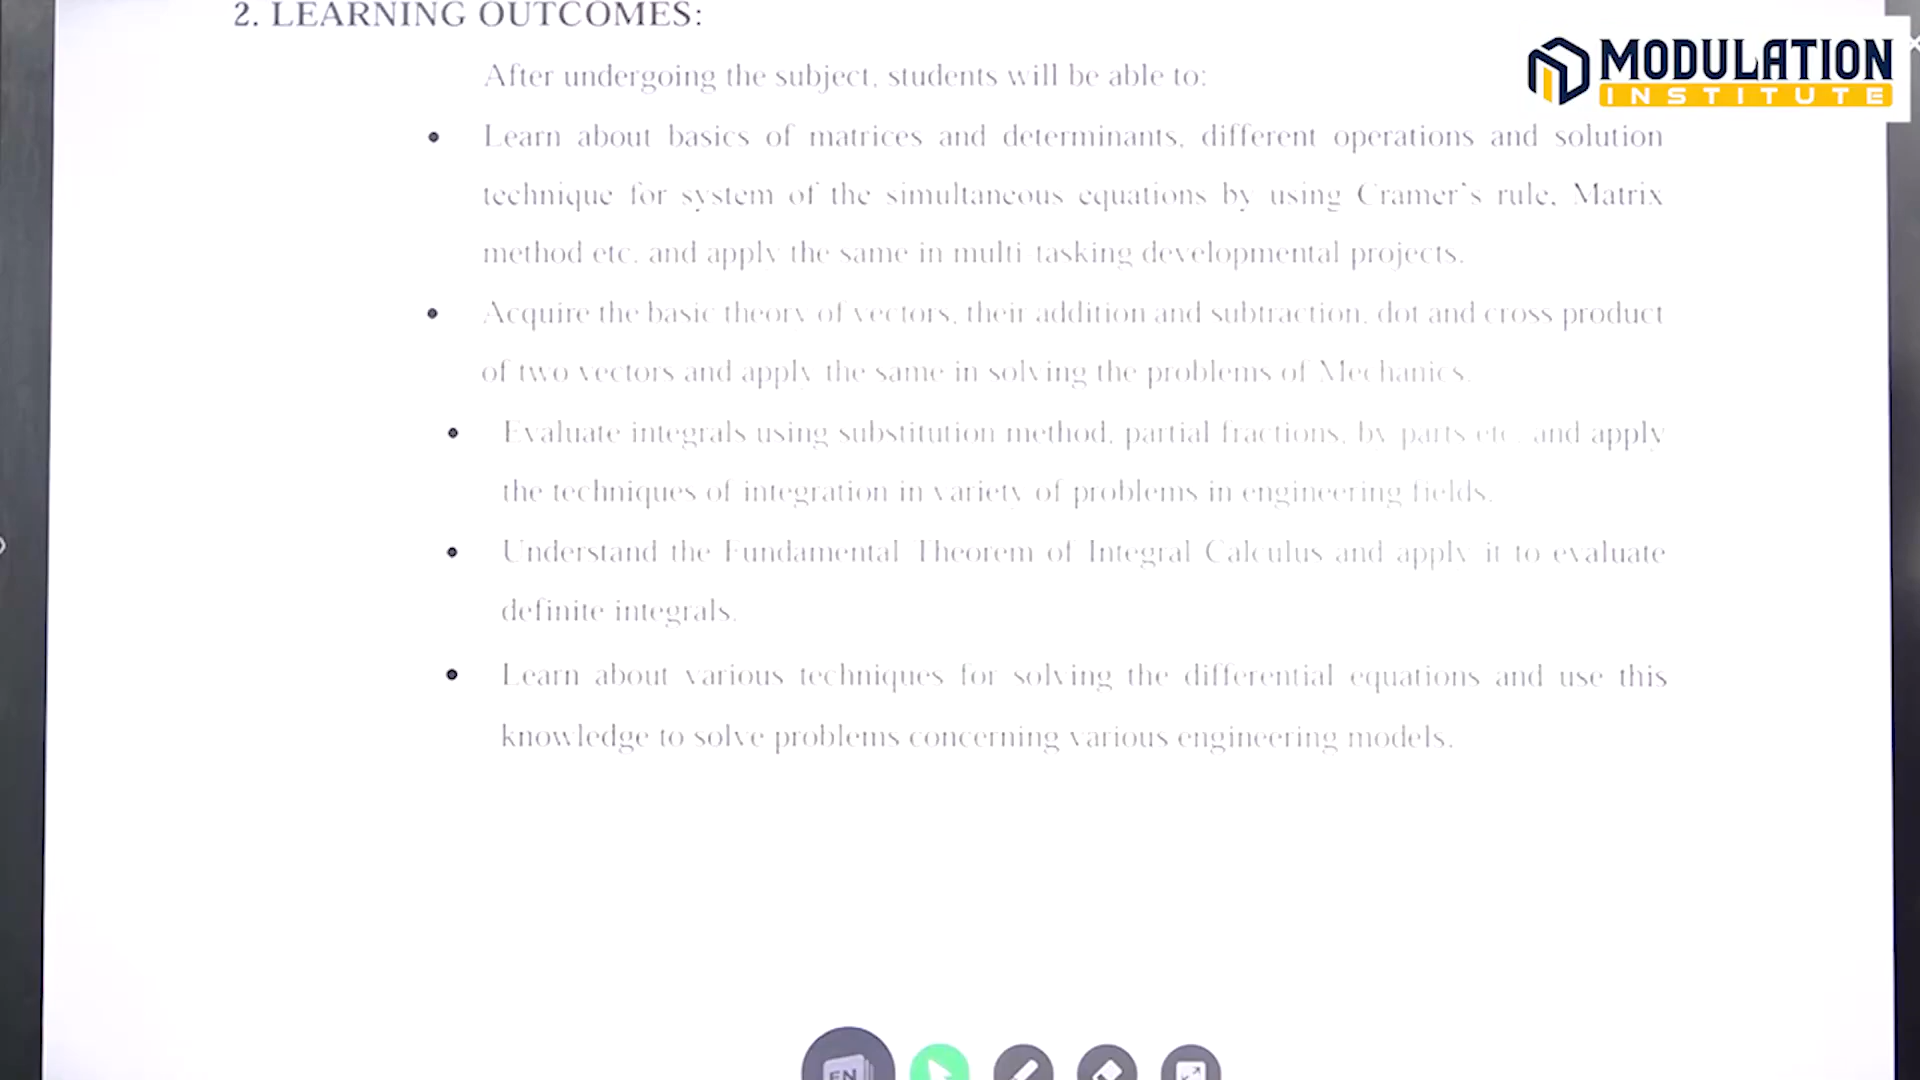 2. LEARNING OUTCOMES:
MODULATION
INSTITUTE
After undergoing the subject, students will be able to:
• Learn about basics of matrices and determinants, different operations and solution
technique for system of the simultaneous equations by using Cramer's rule, Matrix
method etc. and apply the same in multi-tasking developmental projects.
• Acquire the basic theory of vectors, their addition and subtraction, dot and cross product
of two vectors and apply the same in solving the problems of Mechanics.
• Evaluate integrals using substitution method, partial fractions, by parts etc. and apply
the techniques of integration in variety of problems in engineering fields.
• Understand the Fundamental Theorem of Integral Calculus and apply it to evaluate
definite integrals.
• Learn about various techniques for solving the differential equations and use this
knowledge to solve problems concerning various engineering models.
EN